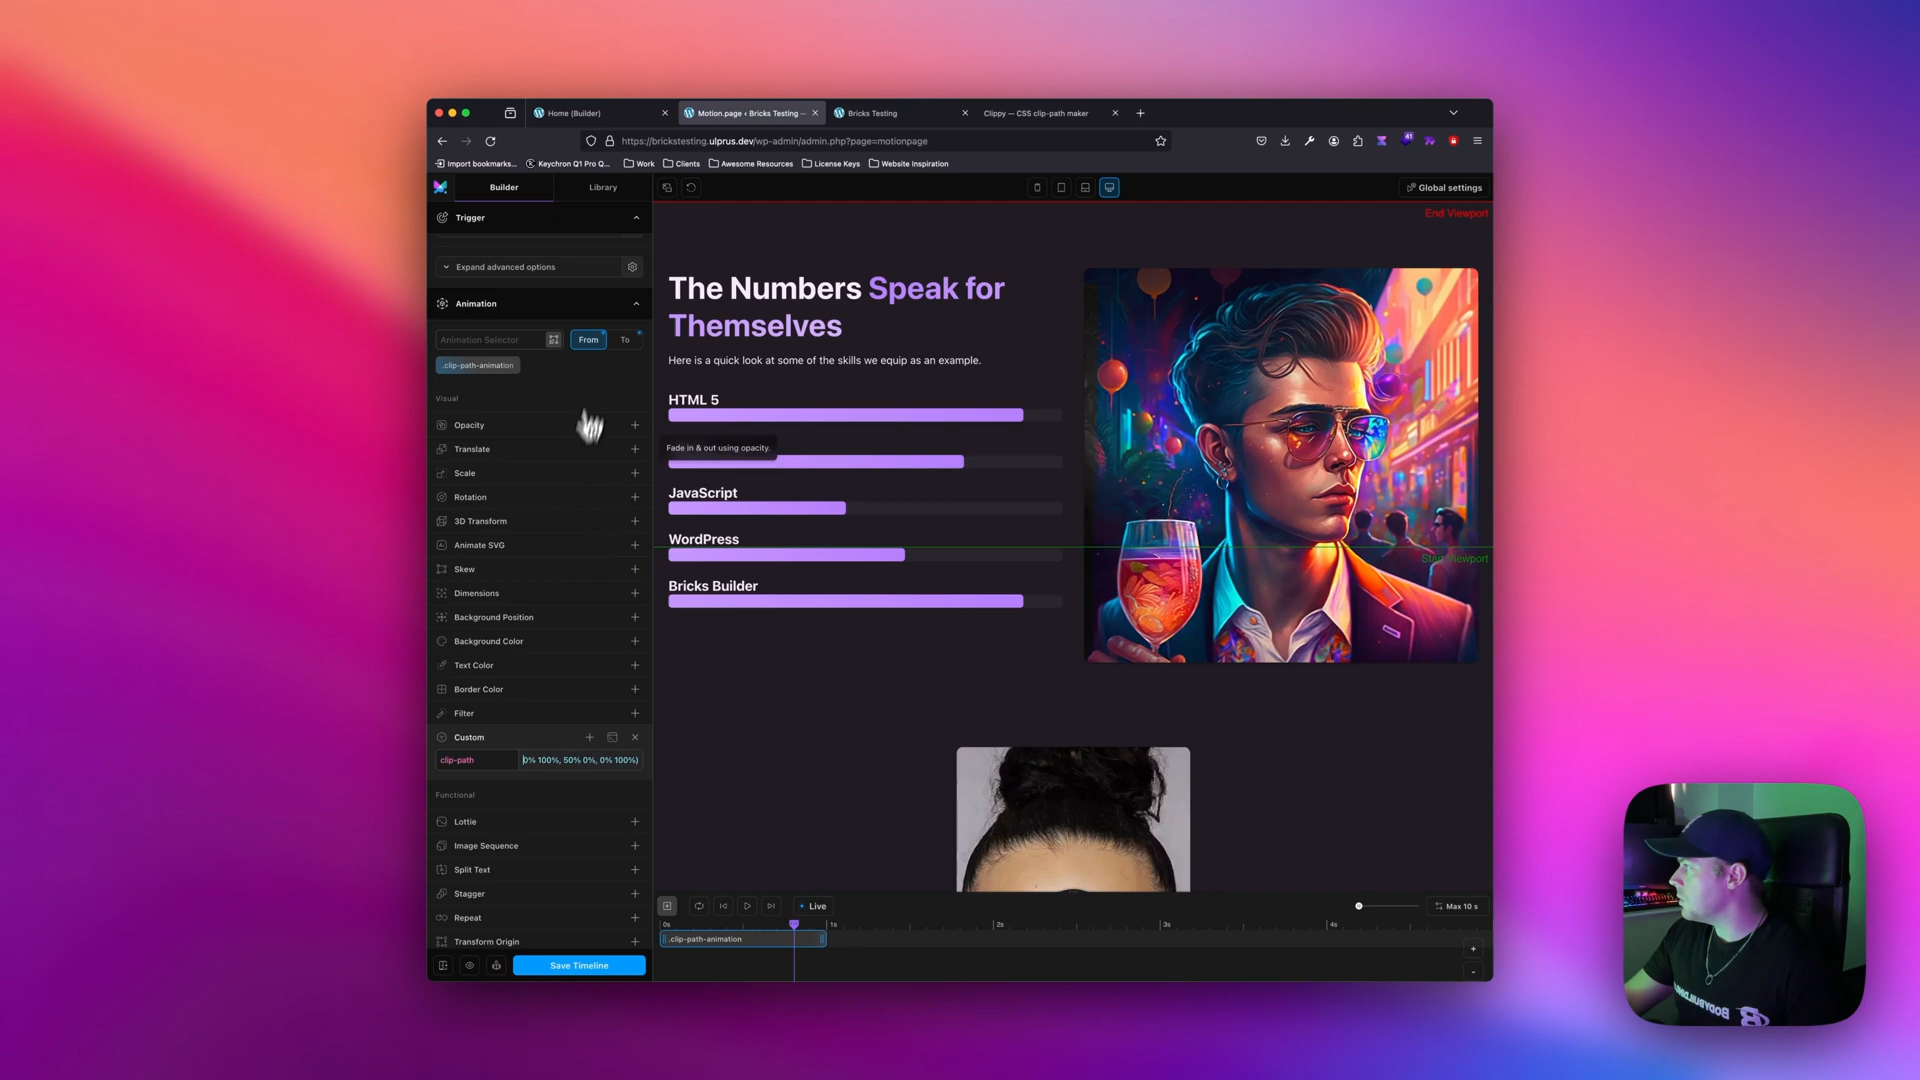 Home (Builder)
Motion.page ‹ Bricks Testing —
Bricks Testing
Clippy — CSS clip-path maker
https://brickstesting.ulprus.dev/wp-admin/admin.php?page=motionpage
41
Import bookmarks...
Keychron Q1 Pro Q...
Work
Clients
Awesome Resources
License Keys
Website Inspiration
Builder
Library
Global settings
Trigger
End Viewport
Expand advanced options
Animation
Animation Selector
From
To
.clip-path-animation
Visual
Opacity
Translate
Scale
Rotation
3D Transform
Animate SVG
Skew
Dimensions
Background Position
Background Color
Text Color
Border Color
Filter
Custom
clip-path
0% 100%, 50% 0%, 0% 100%)
Functional
Lottie
Image Sequence
Split Text
Stagger
Repeat
Transform Origin
Save Timeline
The Numbers Speak for
Themselves
Here is a quick look at some of the skills we equip as an example.
HTML 5
Fade in & out using opacity.
JavaScript
WordPress
Start Viewport
Bricks Builder
Live
Max 10 s
0s
1s
2s
3s
4s
.clip-path-animation